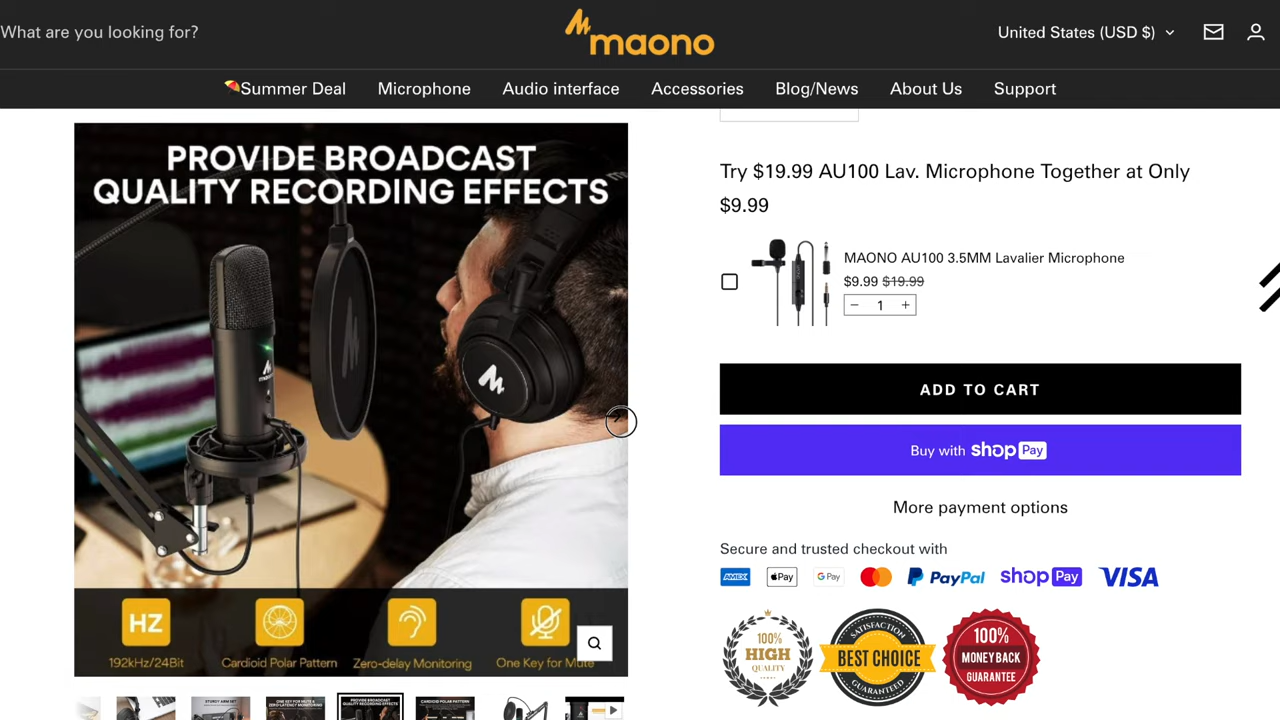 What are you looking for?
maono
United States (USD $)
Summer Deal
Microphone
Audio interface
Accessories
Blog/News
About Us
Support
PROVIDE BROADCAST
QUALITY RECORDING EFFECTS
HZ
192kHz/24Bit
Cardioid Polar Pattern
Zero-delay Monitoring
One Key for Mute
Try $19.99 AU100 Lav. Microphone Together at Only
$9.99
MAONO AU100 3.5MM Lavalier Microphone
$9.99 $19.99
− 1 +
ADD TO CART
Buy with shop Pay
More payment options
Secure and trusted checkout with
AMEX
Pay
G Pay
PayPal
shop Pay
VISA
100%
HIGH
QUALITY
SATISFACTION
BEST CHOICE
GUARANTEED
100%
MONEY BACK
GUARANTEE